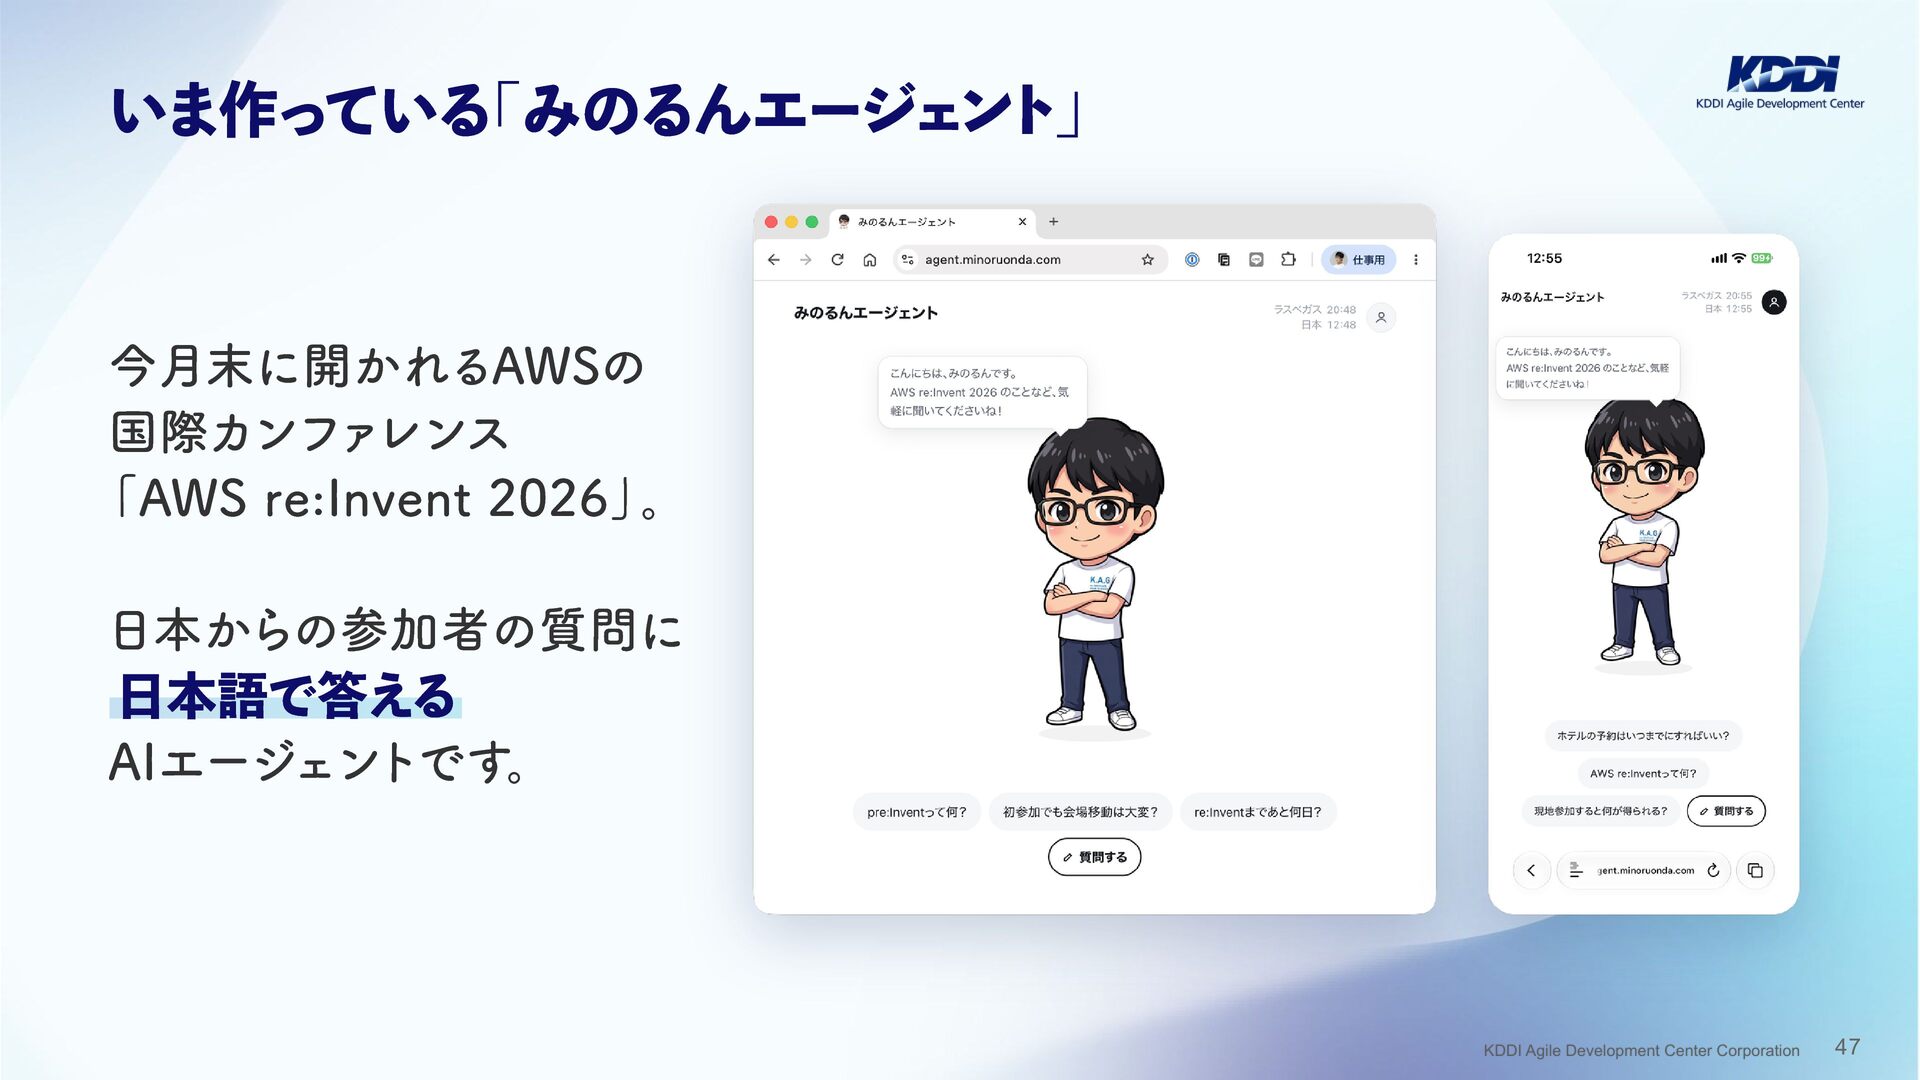 いま作っている「みのるんエージェント」
KDDI
KDDI Agile Development Center
今月末に開かれるAWSの
国際カンファレンス
「AWS re:Invent 2026」。
日本からの参加者の質問に
日本語で答える
AIエージェントです。
みのるんエージェント
agent.minoruonda.com
仕事用
みのるんエージェント
ラスベガス 20:48
日本 12:48
こんにちは、みのるんです。
AWS re:Invent 2026 のことなど、気
軽に聞いてくださいね！
K.A.G
pre:Inventって何？
初参加でも会場移動は大変？
re:Inventまであと何日？
質問する
12:55
99
みのるんエージェント
ラスベガス 20:55
日本 12:55
こんにちは、みのるんです。
AWS re:Invent 2026 のことなど、気軽
に聞いてくださいね！
K.A.G
ホテルの予約はいつまでにすればいい？
AWS re:Inventって何？
現地参加すると何が得られる？
質問する
gent.minoruonda.com
KDDI Agile Development Center Corporation
47